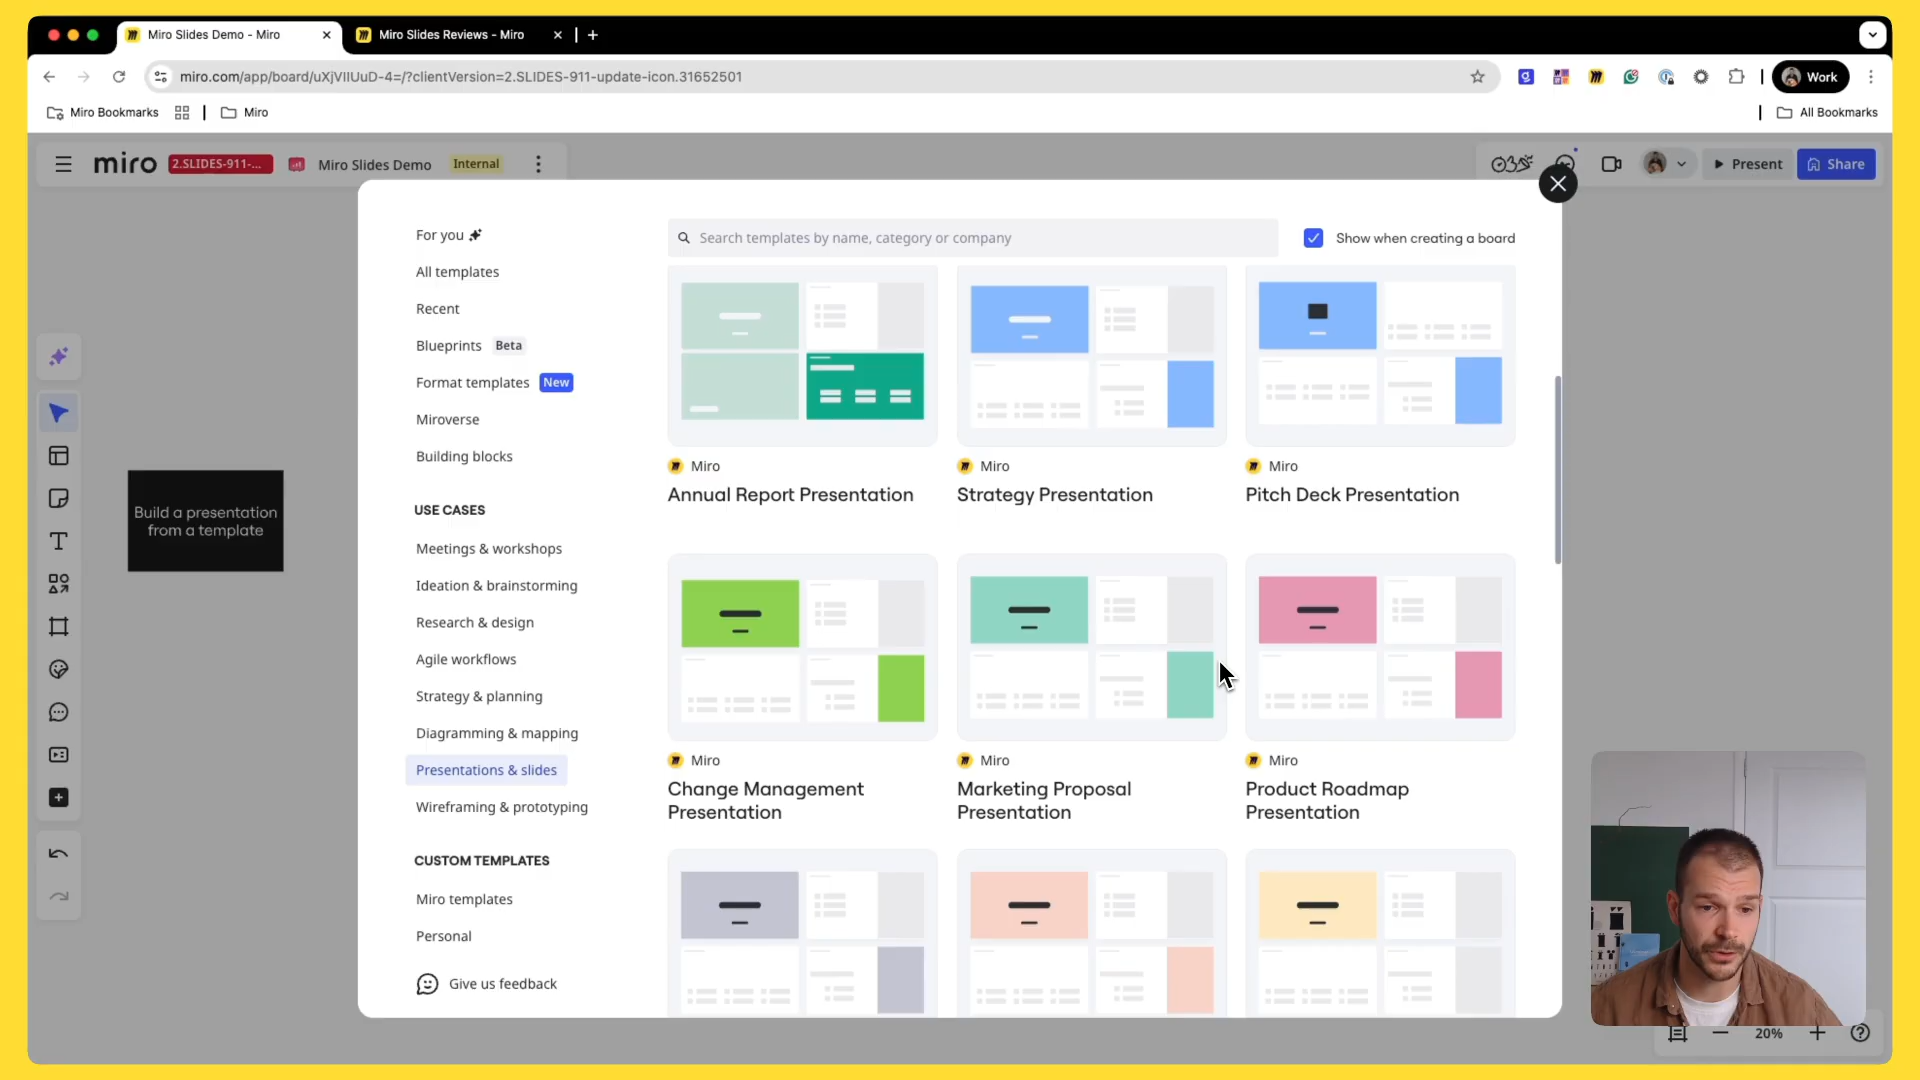 Miro Slides Demo - Miro
Miro Slides Reviews - Miro
miro.com/app/board/uXjVIIUuD-4=/?clientVersion=2.SLIDES-911-update-icon.31652501
Work
Miro Bookmarks
Miro
All Bookmarks
miro
2.SLIDES-911-...
Miro Slides Demo
Internal
Present
Share
For you
Search templates by name, category or company
Show when creating a board
All templates
Recent
Blueprints Beta
Format templates New
Miroverse
Building blocks
USE CASES
Meetings & workshops
Ideation & brainstorming
Research & design
Agile workflows
Strategy & planning
Diagramming & mapping
Presentations & slides
Wireframing & prototyping
CUSTOM TEMPLATES
Miro templates
Personal
Give us feedback
Miro
Annual Report Presentation
Miro
Strategy Presentation
Miro
Pitch Deck Presentation
Miro
Change Management
Presentation
Miro
Marketing Proposal
Presentation
Miro
Product Roadmap
Presentation
Build a presentation
from a template
20%